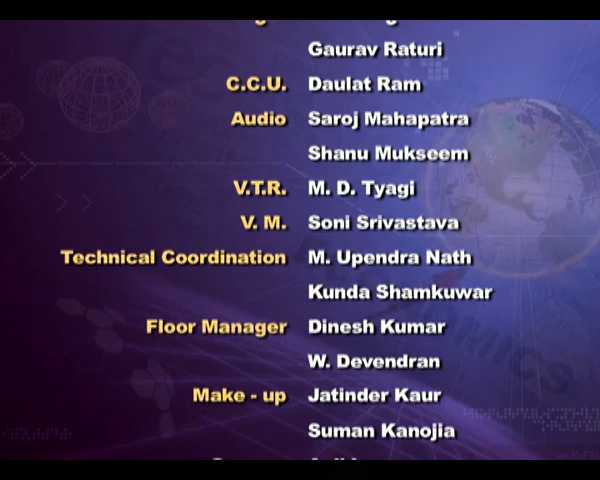 Gaurav Raturi
C.C.U. Daulat Ram
Audio Saroj Mahapatra
Shanu Mukseem
V.T.R. M. D. Tyagi
V. M. Soni Srivastava
Technical Coordination M. Upendra Nath
Kunda Shamkuwar
Floor Manager Dinesh Kumar
W. Devendran
Make - up Jatinder Kaur
Suman Kanojia